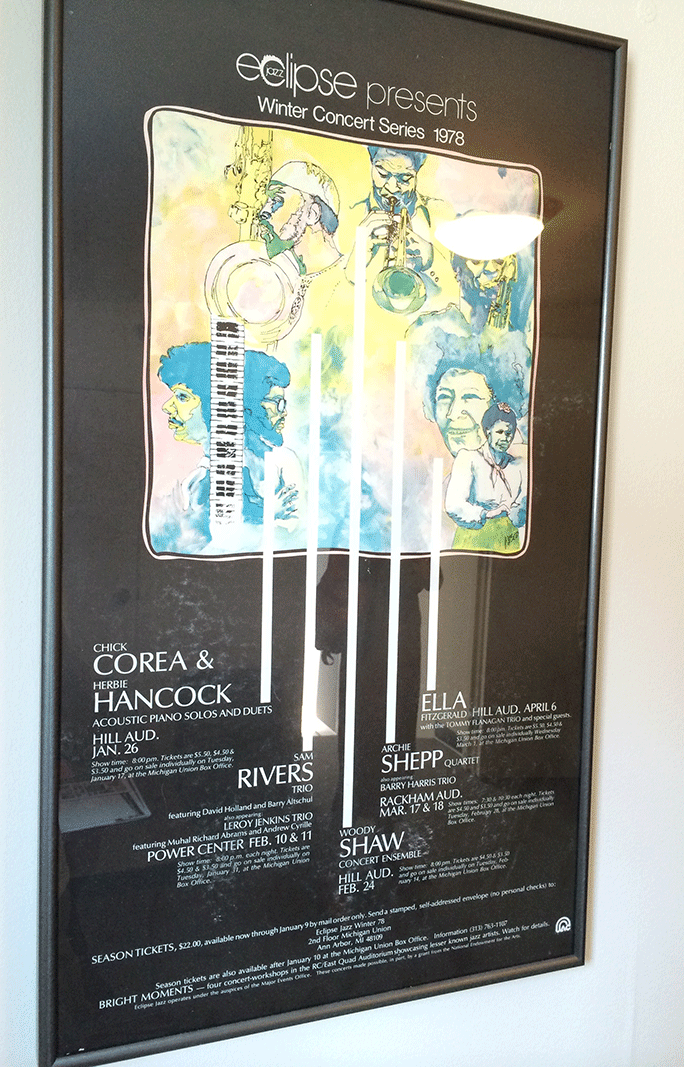 eclipse presents
jazz
Winter Concert Series 1978
CHICK
COREA &
HERBIE
HANCOCK
ACOUSTIC PIANO SOLOS AND DUETS
HILL AUD.
JAN. 26
Show time: 8:00 pm. Tickets are $5.50, $4.50 &
$3.50 and go on sale individually on Tuesday,
January 17, at the Michigan Union Box Office.
SAM
RIVERS
TRIO
featuring David Holland and Barry Altschul
also appearing
LEROY JENKINS TRIO
featuring Muhal Richard Abrams and Andrew Cyrille
POWER CENTER FEB. 10 & 11
Show time: 8:00 p.m. each night. Tickets are
$4.50 & $3.50 and go on sale individually on
Tuesday, January 31, at the Michigan Union
Box Office.
WOODY
SHAW
CONCERT ENSEMBLE
HILL AUD.
FEB. 24
Show time: 8:00 pm. Tickets are $4.50 & $3.50
and go on sale individually on Tuesday, Feb-
ruary 14, at the Michigan Union Box Office.
ARCHIE
SHEPP QUARTET
also appearing
BARRY HARRIS TRIO
RACKHAM AUD.
MAR. 17 & 18
Show times: 7:30 & 10:30 each night. Tickets
are $4.50 and $3.50 and go on sale individually on
Tuesday, February 28, at the Michigan Union
Box Office.
ELLA
FITZGERALD HILL AUD. APRIL 6
with the TOMMY FLANAGAN TRIO and special guests.
Show time: 8:00 pm. Tickets are $5.50, $4.50 &
$3.50 and go on sale individually Wednesday
March 1, at the Michigan Union Box Office.
SEASON TICKETS, $22.00, available now through January 9 by mail order only. Send a stamped, self-addressed envelope (no personal checks) to:
Eclipse Jazz Winter 78
2nd Floor Michigan Union
Ann Arbor, MI 48109
Season tickets are also available after January 10 at the Michigan Union Box Office. Information (313) 763-1107
BRIGHT MOMENTS — four concert-workshops in the RC/East Quad Auditorium showcasing lesser known jazz artists. Watch for details.
Eclipse Jazz operates under the auspices of the Major Events Office. These concerts made possible, in part, by a grant from the National Endowment for the Arts.